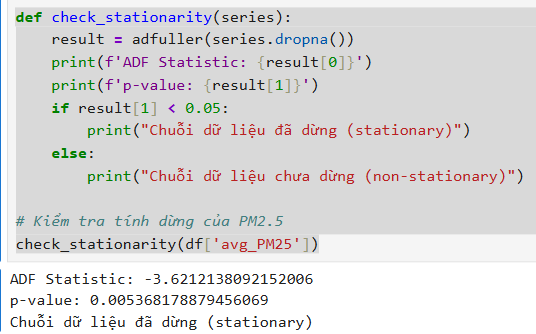 def check_stationarity(series):
    result = adfuller(series.dropna())
    print(f'ADF Statistic: {result[0]}')
    print(f'p-value: {result[1]}')
    if result[1] < 0.05:
        print("Chuỗi dữ liệu đã dừng (stationary)")
    else:
        print("Chuỗi dữ liệu chưa dừng (non-stationary)")
# Kiểm tra tính dừng của PM2.5
check_stationarity(df['avg_PM25'])
ADF Statistic: -3.6212138092152006
p-value: 0.005368178879456069
Chuỗi dữ liệu đã dừng (stationary)